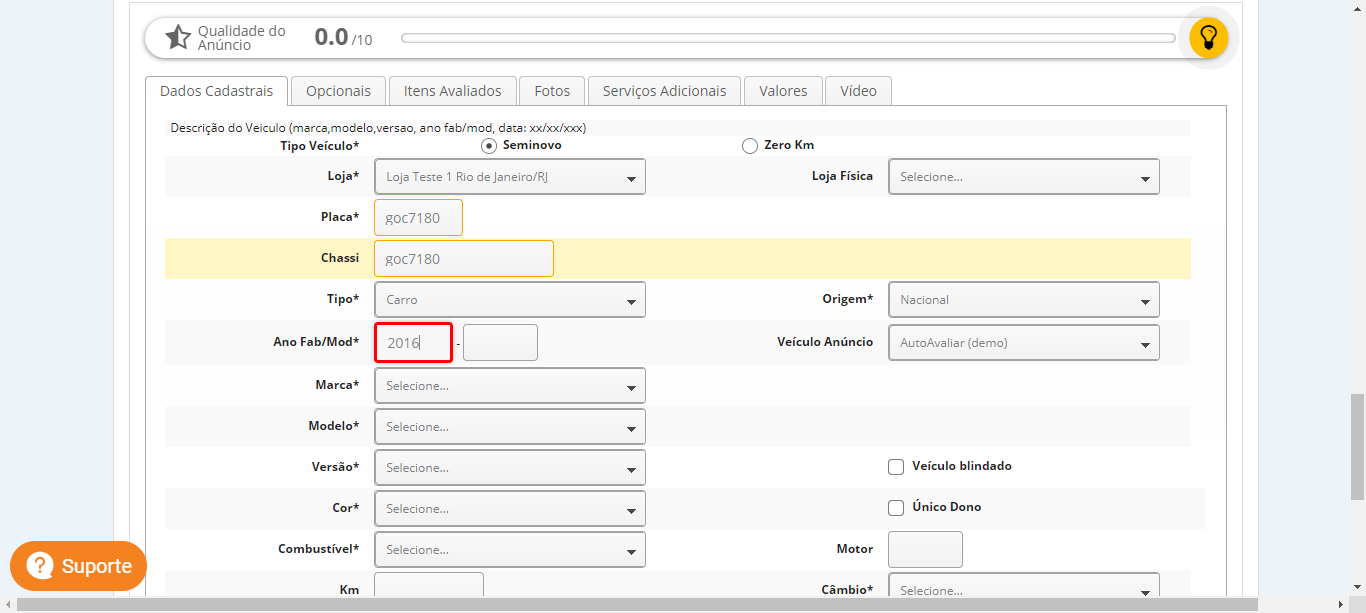 Qualidade do
Anúncio
0.0 /10
Dados Cadastrais Opcionais Itens Avaliados Fotos Serviços Adicionais Valores Vídeo
Descrição do Veiculo (marca,modelo,versao, ano fab/mod, data: xx/xx/xxx)
Tipo Veículo* Seminovo Zero Km
Loja* Loja Teste 1 Rio de Janeiro/RJ Loja Física Selecione...
Placa* goc7180
Chassi goc7180
Tipo* Carro Origem* Nacional
Ano Fab/Mod* 2016 - Veículo Anúncio AutoAvaliar (demo)
Marca* Selecione...
Modelo* Selecione...
Versão* Selecione... Veículo blindado
Cor* Selecione... Único Dono
Combustível* Selecione... Motor
Km Câmbio* Selecione...
? Suporte